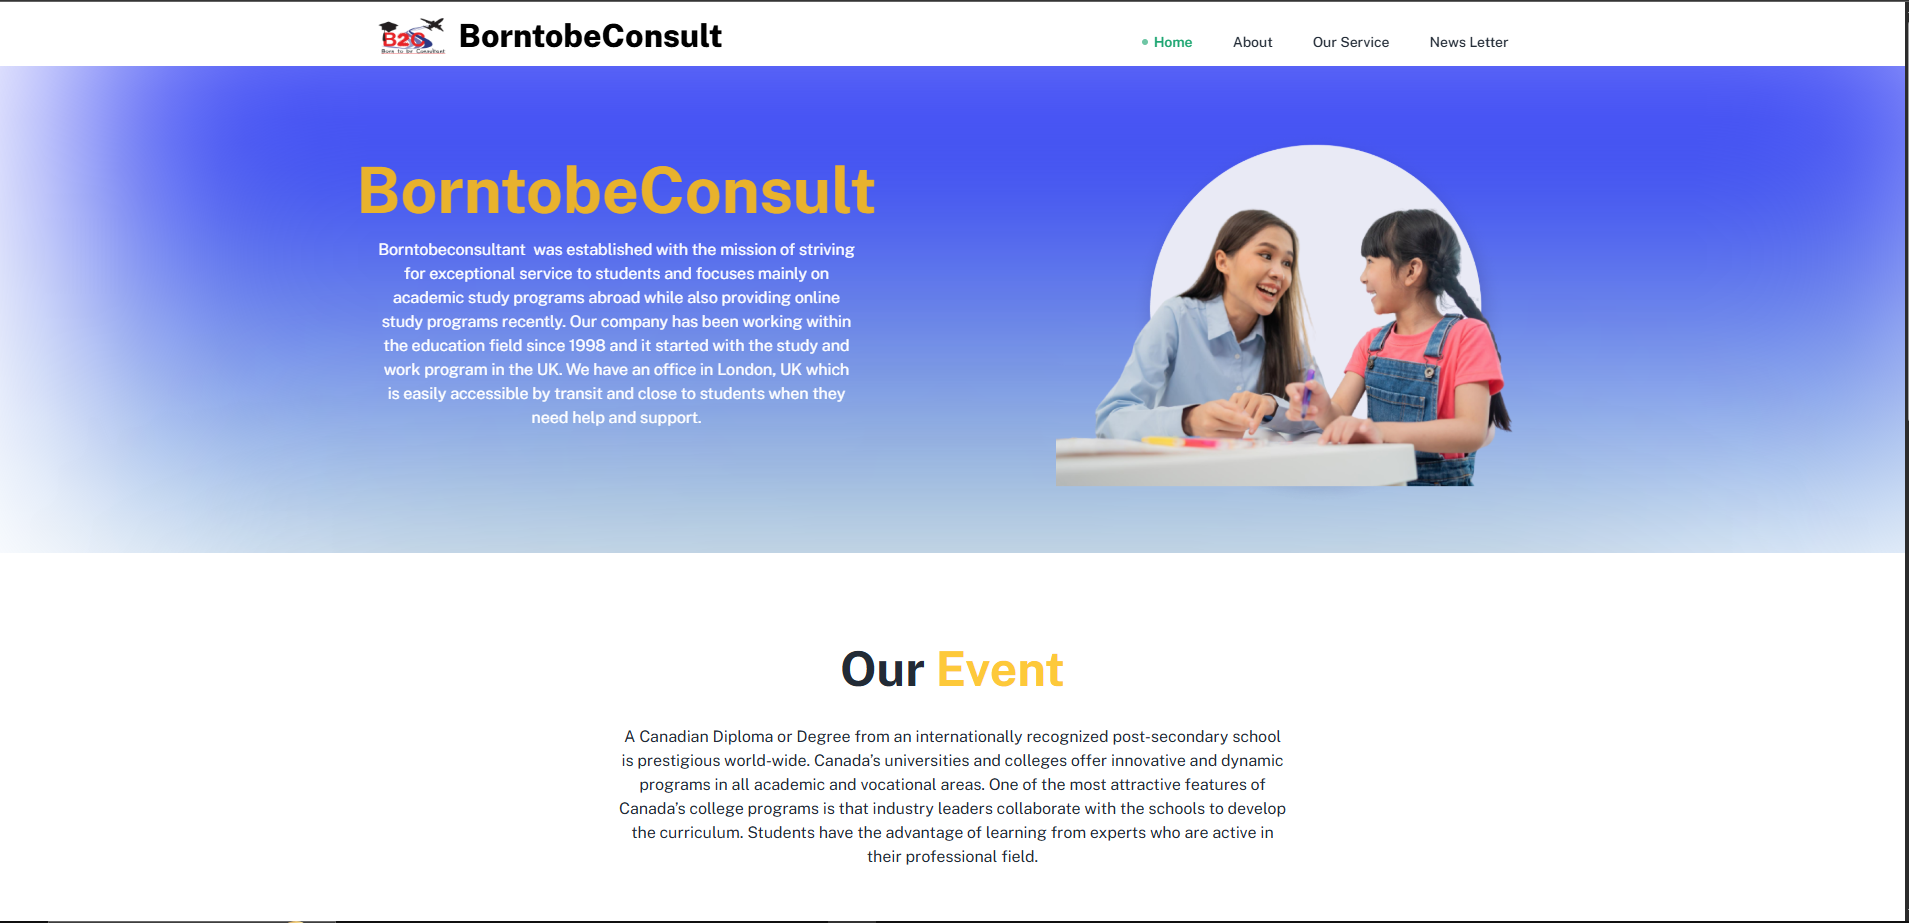 B2C
Born to be Consultant
BorntobeConsult
Home
About
Our Service
News Letter
BorntobeConsult
Borntobeconsultant  was established with the mission of striving
for exceptional service to students and focuses mainly on
academic study programs abroad while also providing online
study programs recently. Our company has been working within
the education field since 1998 and it started with the study and
work program in the UK. We have an office in London, UK which
is easily accessible by transit and close to students when they
need help and support.
Our Event
A Canadian Diploma or Degree from an internationally recognized post-secondary school
is prestigious world-wide. Canada’s universities and colleges offer innovative and dynamic
programs in all academic and vocational areas. One of the most attractive features of
Canada’s college programs is that industry leaders collaborate with the schools to develop
the curriculum. Students have the advantage of learning from experts who are active in
their professional field.